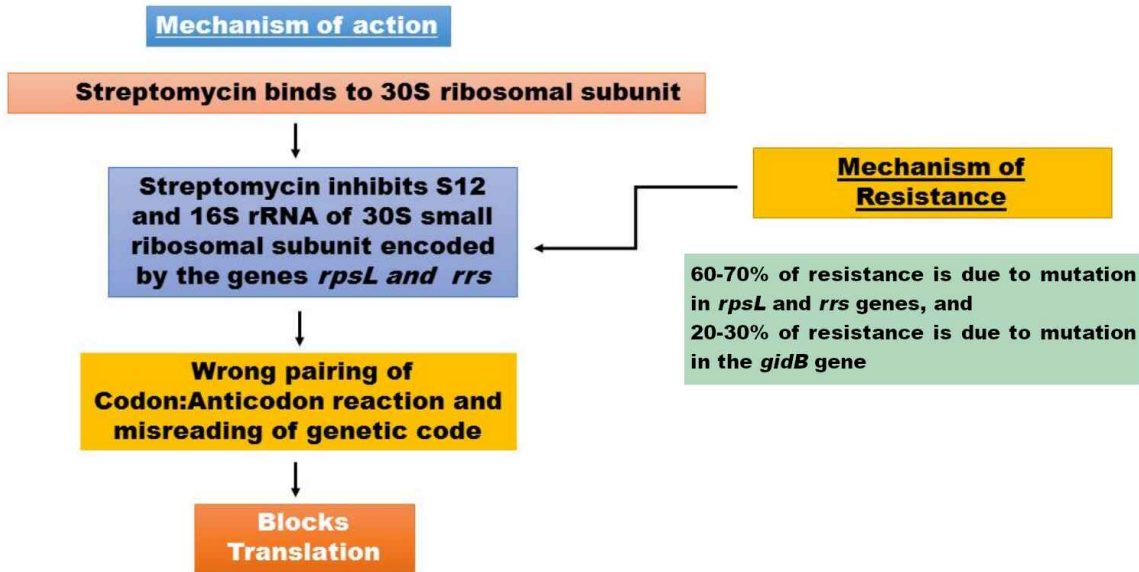 Mechanism of action
Streptomycin binds to 30S ribosomal subunit
Streptomycin inhibits S12
and 16S rRNA of 30S small
ribosomal subunit encoded
by the genes rpsL and rrs
Wrong pairing of
Codon:Anticodon reaction and
misreading of genetic code
Blocks
Translation
Mechanism of
Resistance
60-70% of resistance is due to mutation
in rpsL and rrs genes, and
20-30% of resistance is due to mutation
in the gidB gene